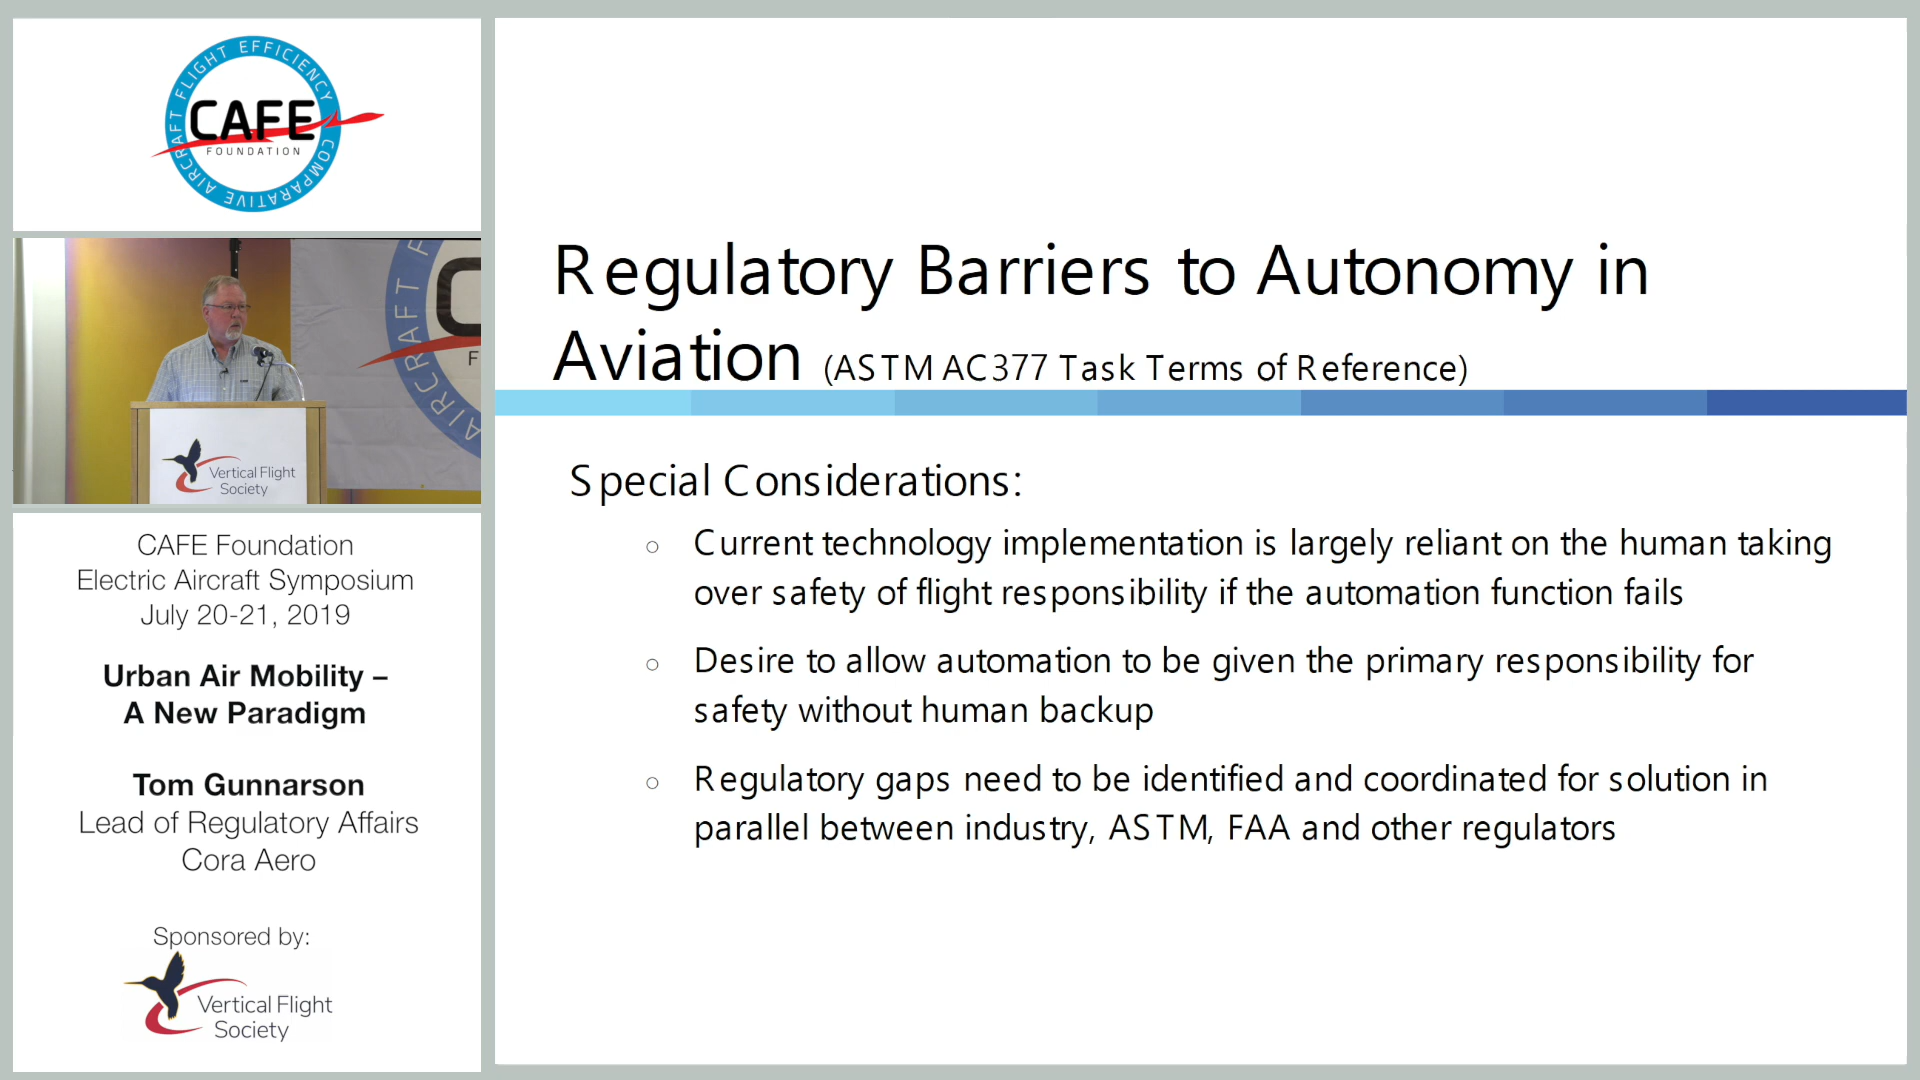 AIRCRAFT FLIGHT EFFICIENCY COMPARATIVE
CAFE
FOUNDATION
AIRCRAFT F
C
F
Vertical Flight
Society
CAFE Foundation
Electric Aircraft Symposium
July 20-21, 2019
Urban Air Mobility –
A New Paradigm
Tom Gunnarson
Lead of Regulatory Affairs
Cora Aero
Sponsored by:
Vertical Flight
Society
Regulatory Barriers to Autonomy in
Aviation (ASTM AC377 Task Terms of Reference)
Special Considerations:
○ Current technology implementation is largely reliant on the human taking
over safety of flight responsibility if the automation function fails
○ Desire to allow automation to be given the primary responsibility for
safety without human backup
○ Regulatory gaps need to be identified and coordinated for solution in
parallel between industry, ASTM, FAA and other regulators